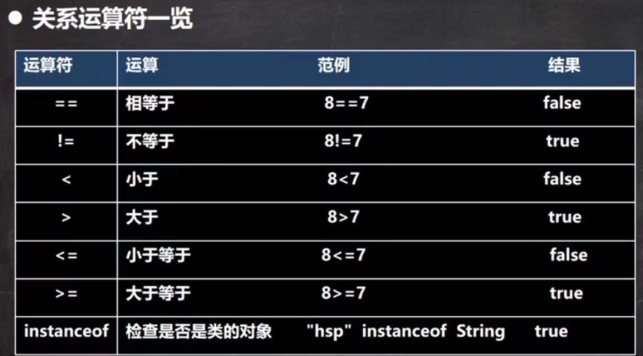 ● 关系运算符一览
运算符 运算 范例 结果
== 相等于 8==7 false
!= 不等于 8!=7 true
< 小于 8<7 false
> 大于 8>7 true
<= 小于等于 8<=7 false
>= 大于等于 8>=7 true
instanceof 检查是否是类的对象 "hsp" instanceof String true